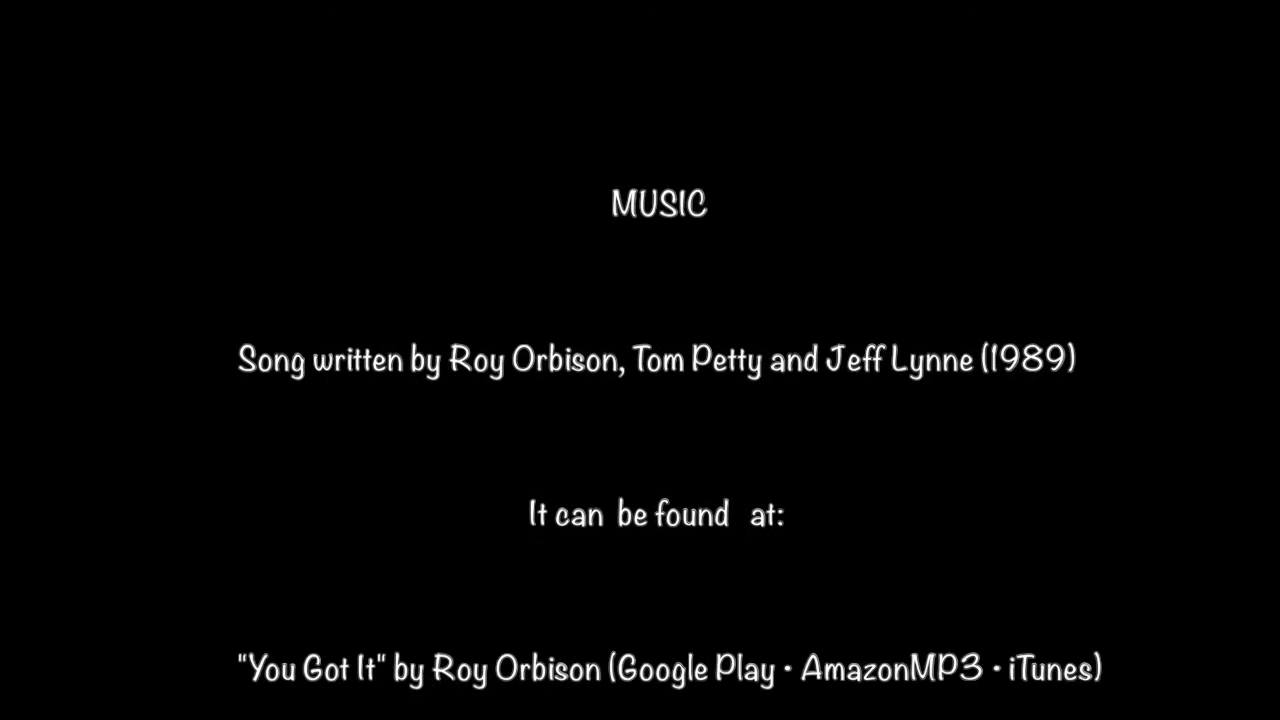 MUSIC
Song written by Roy Orbison, Tom Petty and Jeff Lynne (1989)
It can be found at:
"You Got It" by Roy Orbison (Google Play • AmazonMP3 • iTunes)